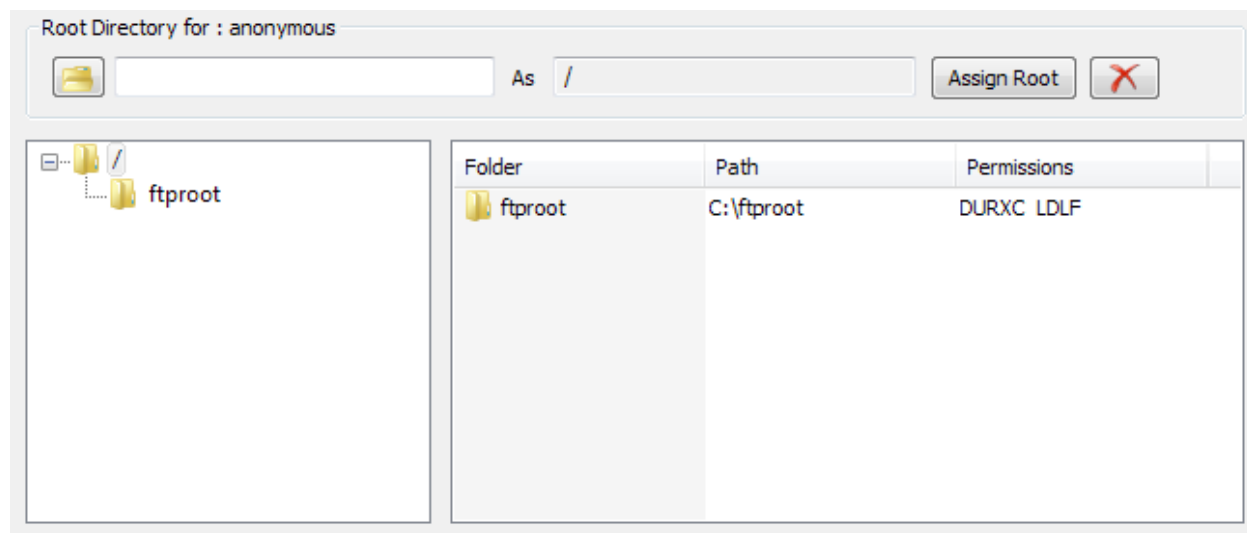 Root Directory for : anonymous
As / Assign Root
/
ftproot
Folder Path Permissions
ftproot C:\ftproot DURXC LDLF